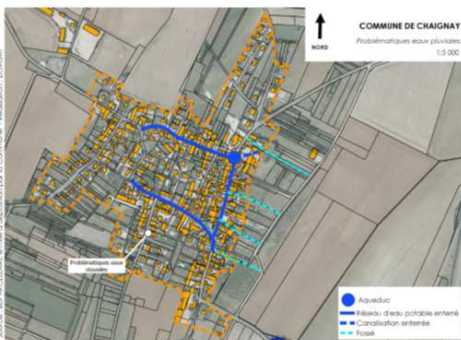 COMMUNE DE CHAIGNAY
Problématiques eaux pluviales
1:5 000
NORD
Problématiques eaux
pluviales
Aqueduc
Réseau d'eau potable enterré
Canalisation enterrée
Fossé